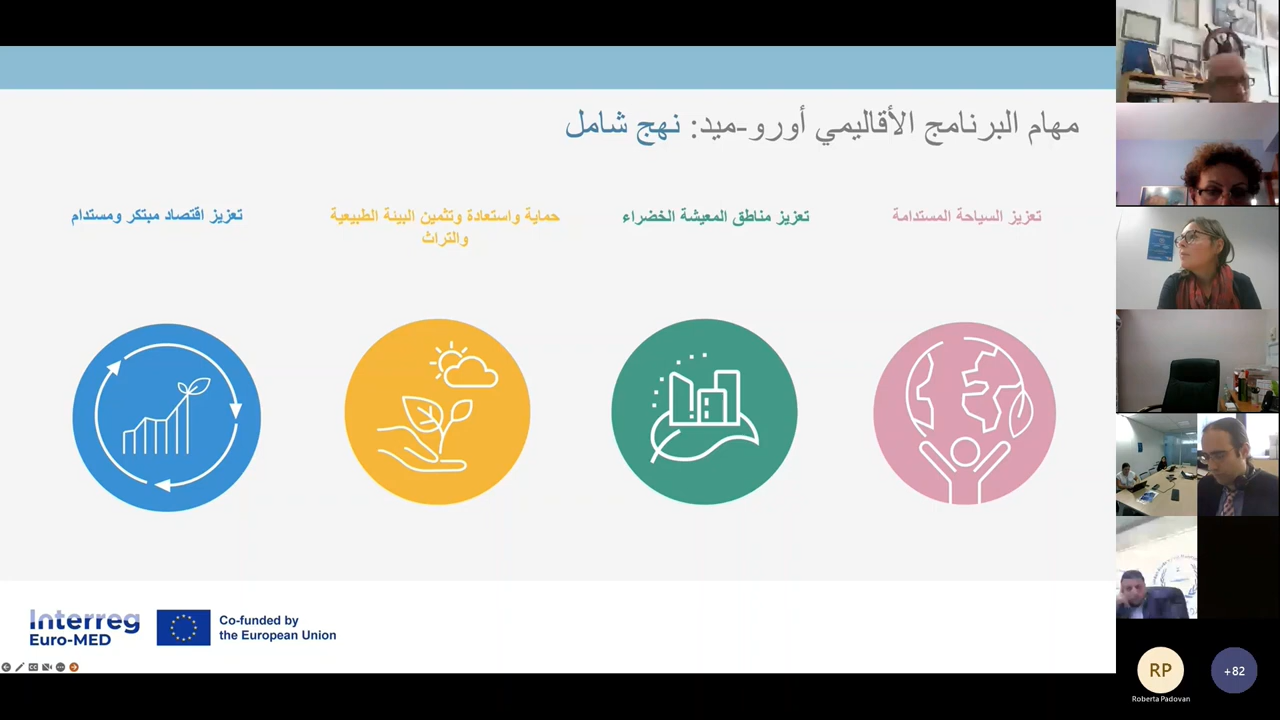 مهام البرنامج الأقاليمي أورو-ميد: نهج شامل
تعزيز السياحة المستدامة
تعزيز مناطق المعيشة الخضراء
حماية واستعادة وتثمين البيئة الطبيعية
والتراث
تعزيز اقتصاد مبتكر ومستدام
Interreg
Euro-MED
Co-funded by
the European Union
RP
Roberta Padovan
+82